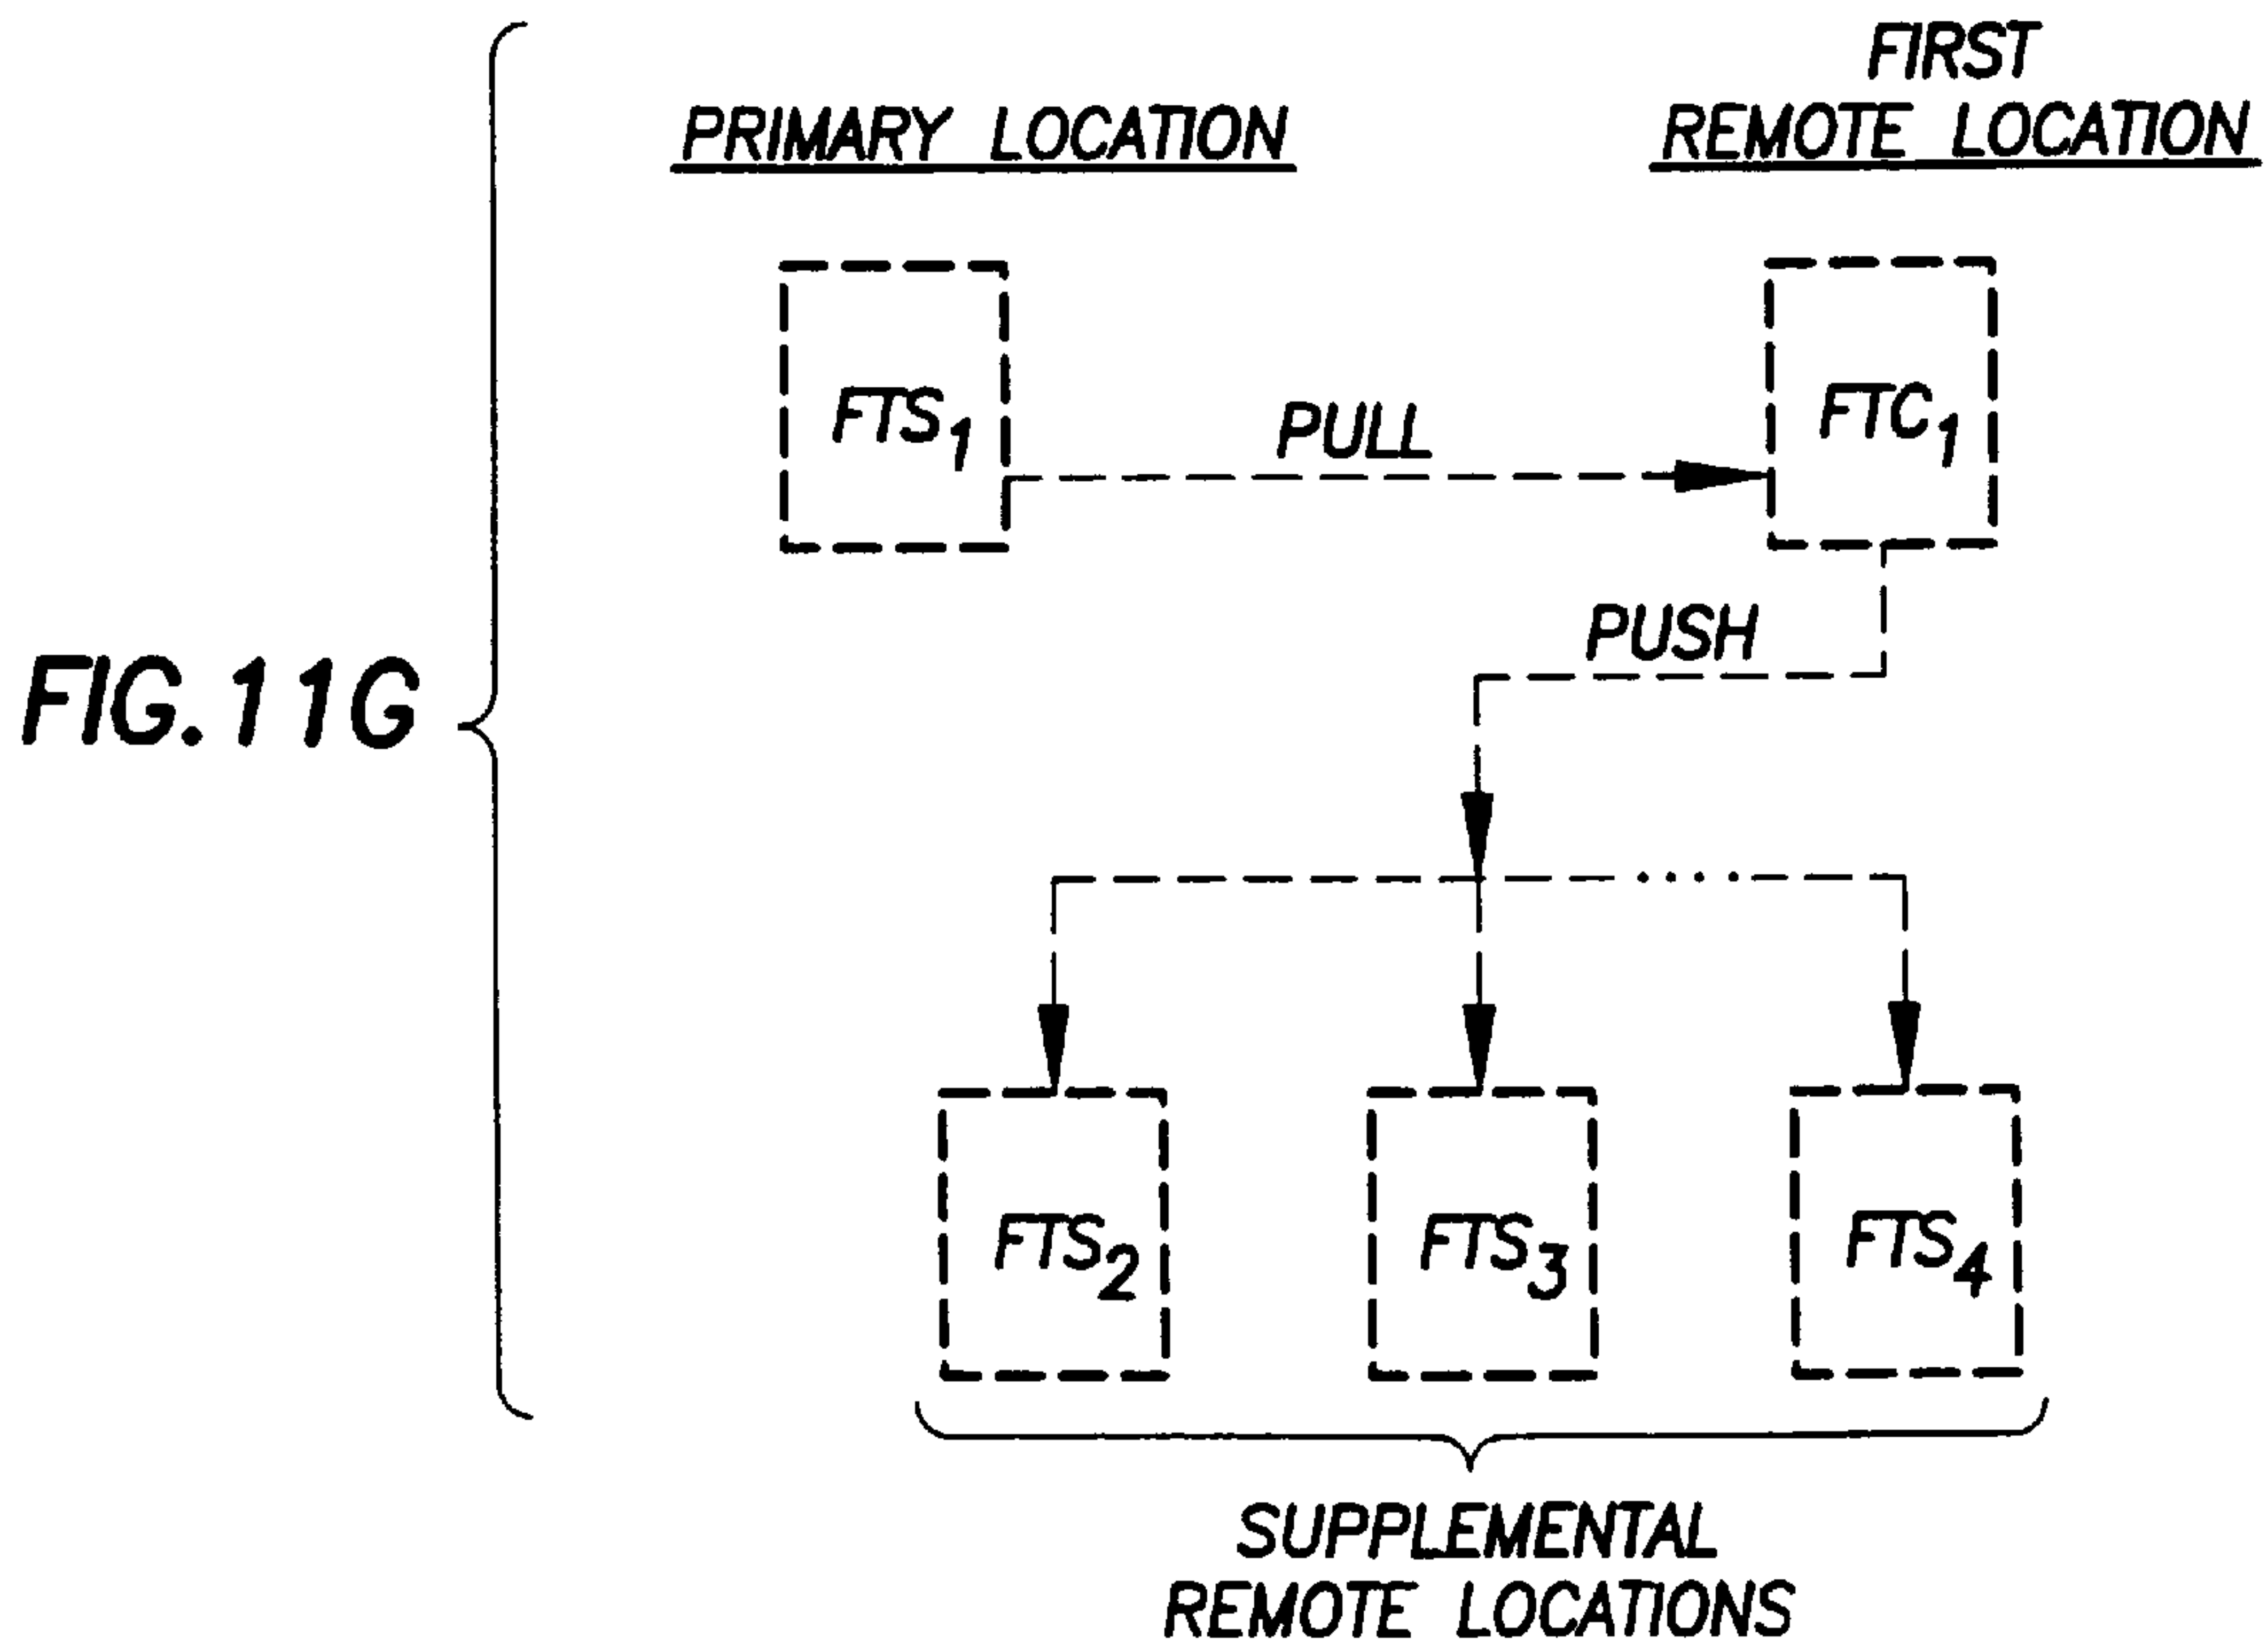 FIRST
PRIMARY LOCATION REMOTE LOCATION
FTS1 FTC1
PULL
PUSH
FIG.11G
FTS2 FTS3 FTS4
SUPPLEMENTAL
REMOTE LOCATIONS